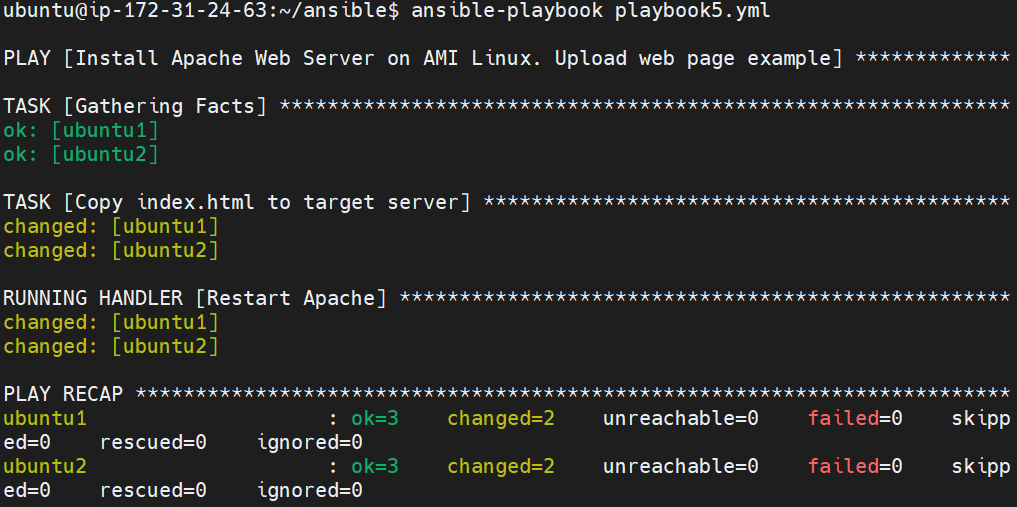 ubuntu@ip-172-31-24-63:~/ansible$ ansible-playbook playbook5.yml
PLAY [Install Apache Web Server on AMI Linux. Upload web page example] *************
TASK [Gathering Facts] *************************************************************
ok: [ubuntu1]
ok: [ubuntu2]
TASK [Copy index.html to target server] ********************************************
changed: [ubuntu1]
changed: [ubuntu2]
RUNNING HANDLER [Restart Apache] ***************************************************
changed: [ubuntu1]
changed: [ubuntu2]
PLAY RECAP *************************************************************************
ubuntu1                    : ok=3    changed=2    unreachable=0    failed=0    skipp
ed=0    rescued=0    ignored=0
ubuntu2                    : ok=3    changed=2    unreachable=0    failed=0    skipp
ed=0    rescued=0    ignored=0